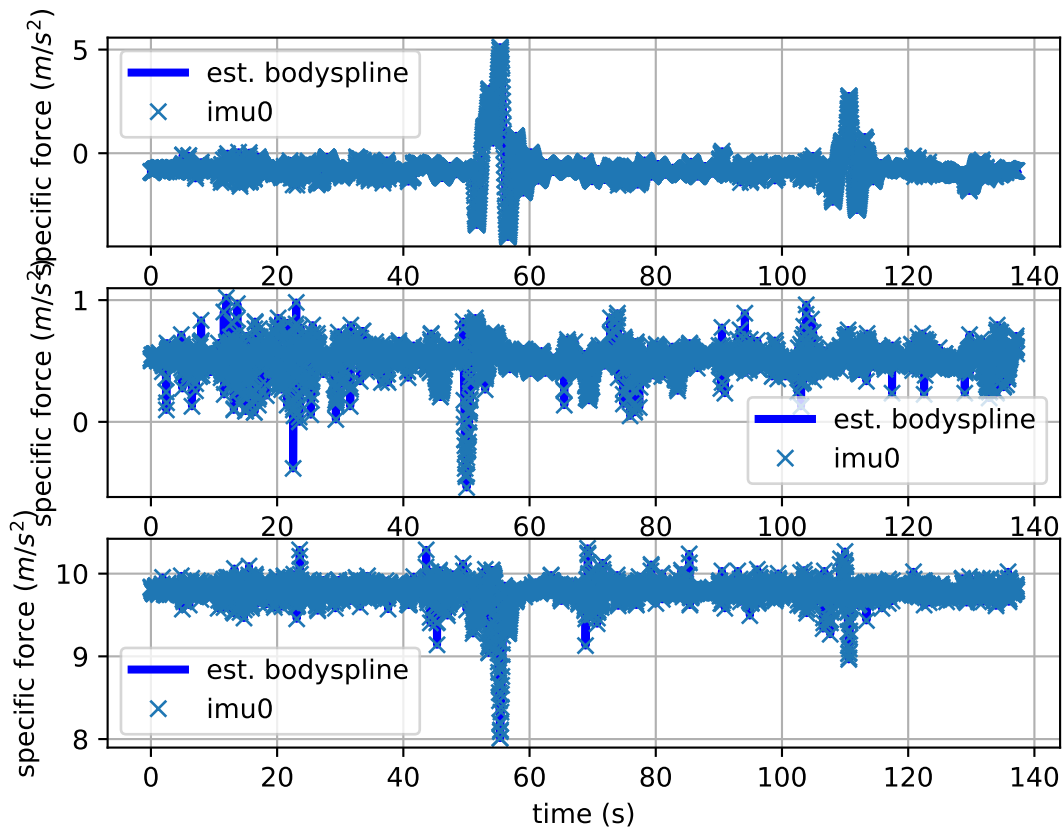 specific force (m/s²)
5
0
est. bodyspline
imu0
0 20 40 60 80 100 120 140
specific force (m/s²)
1
0
est. bodyspline
imu0
0 20 40 60 80 100 120 140
specific force (m/s²)
10
9
8
est. bodyspline
imu0
0 20 40 60 80 100 120 140
time (s)